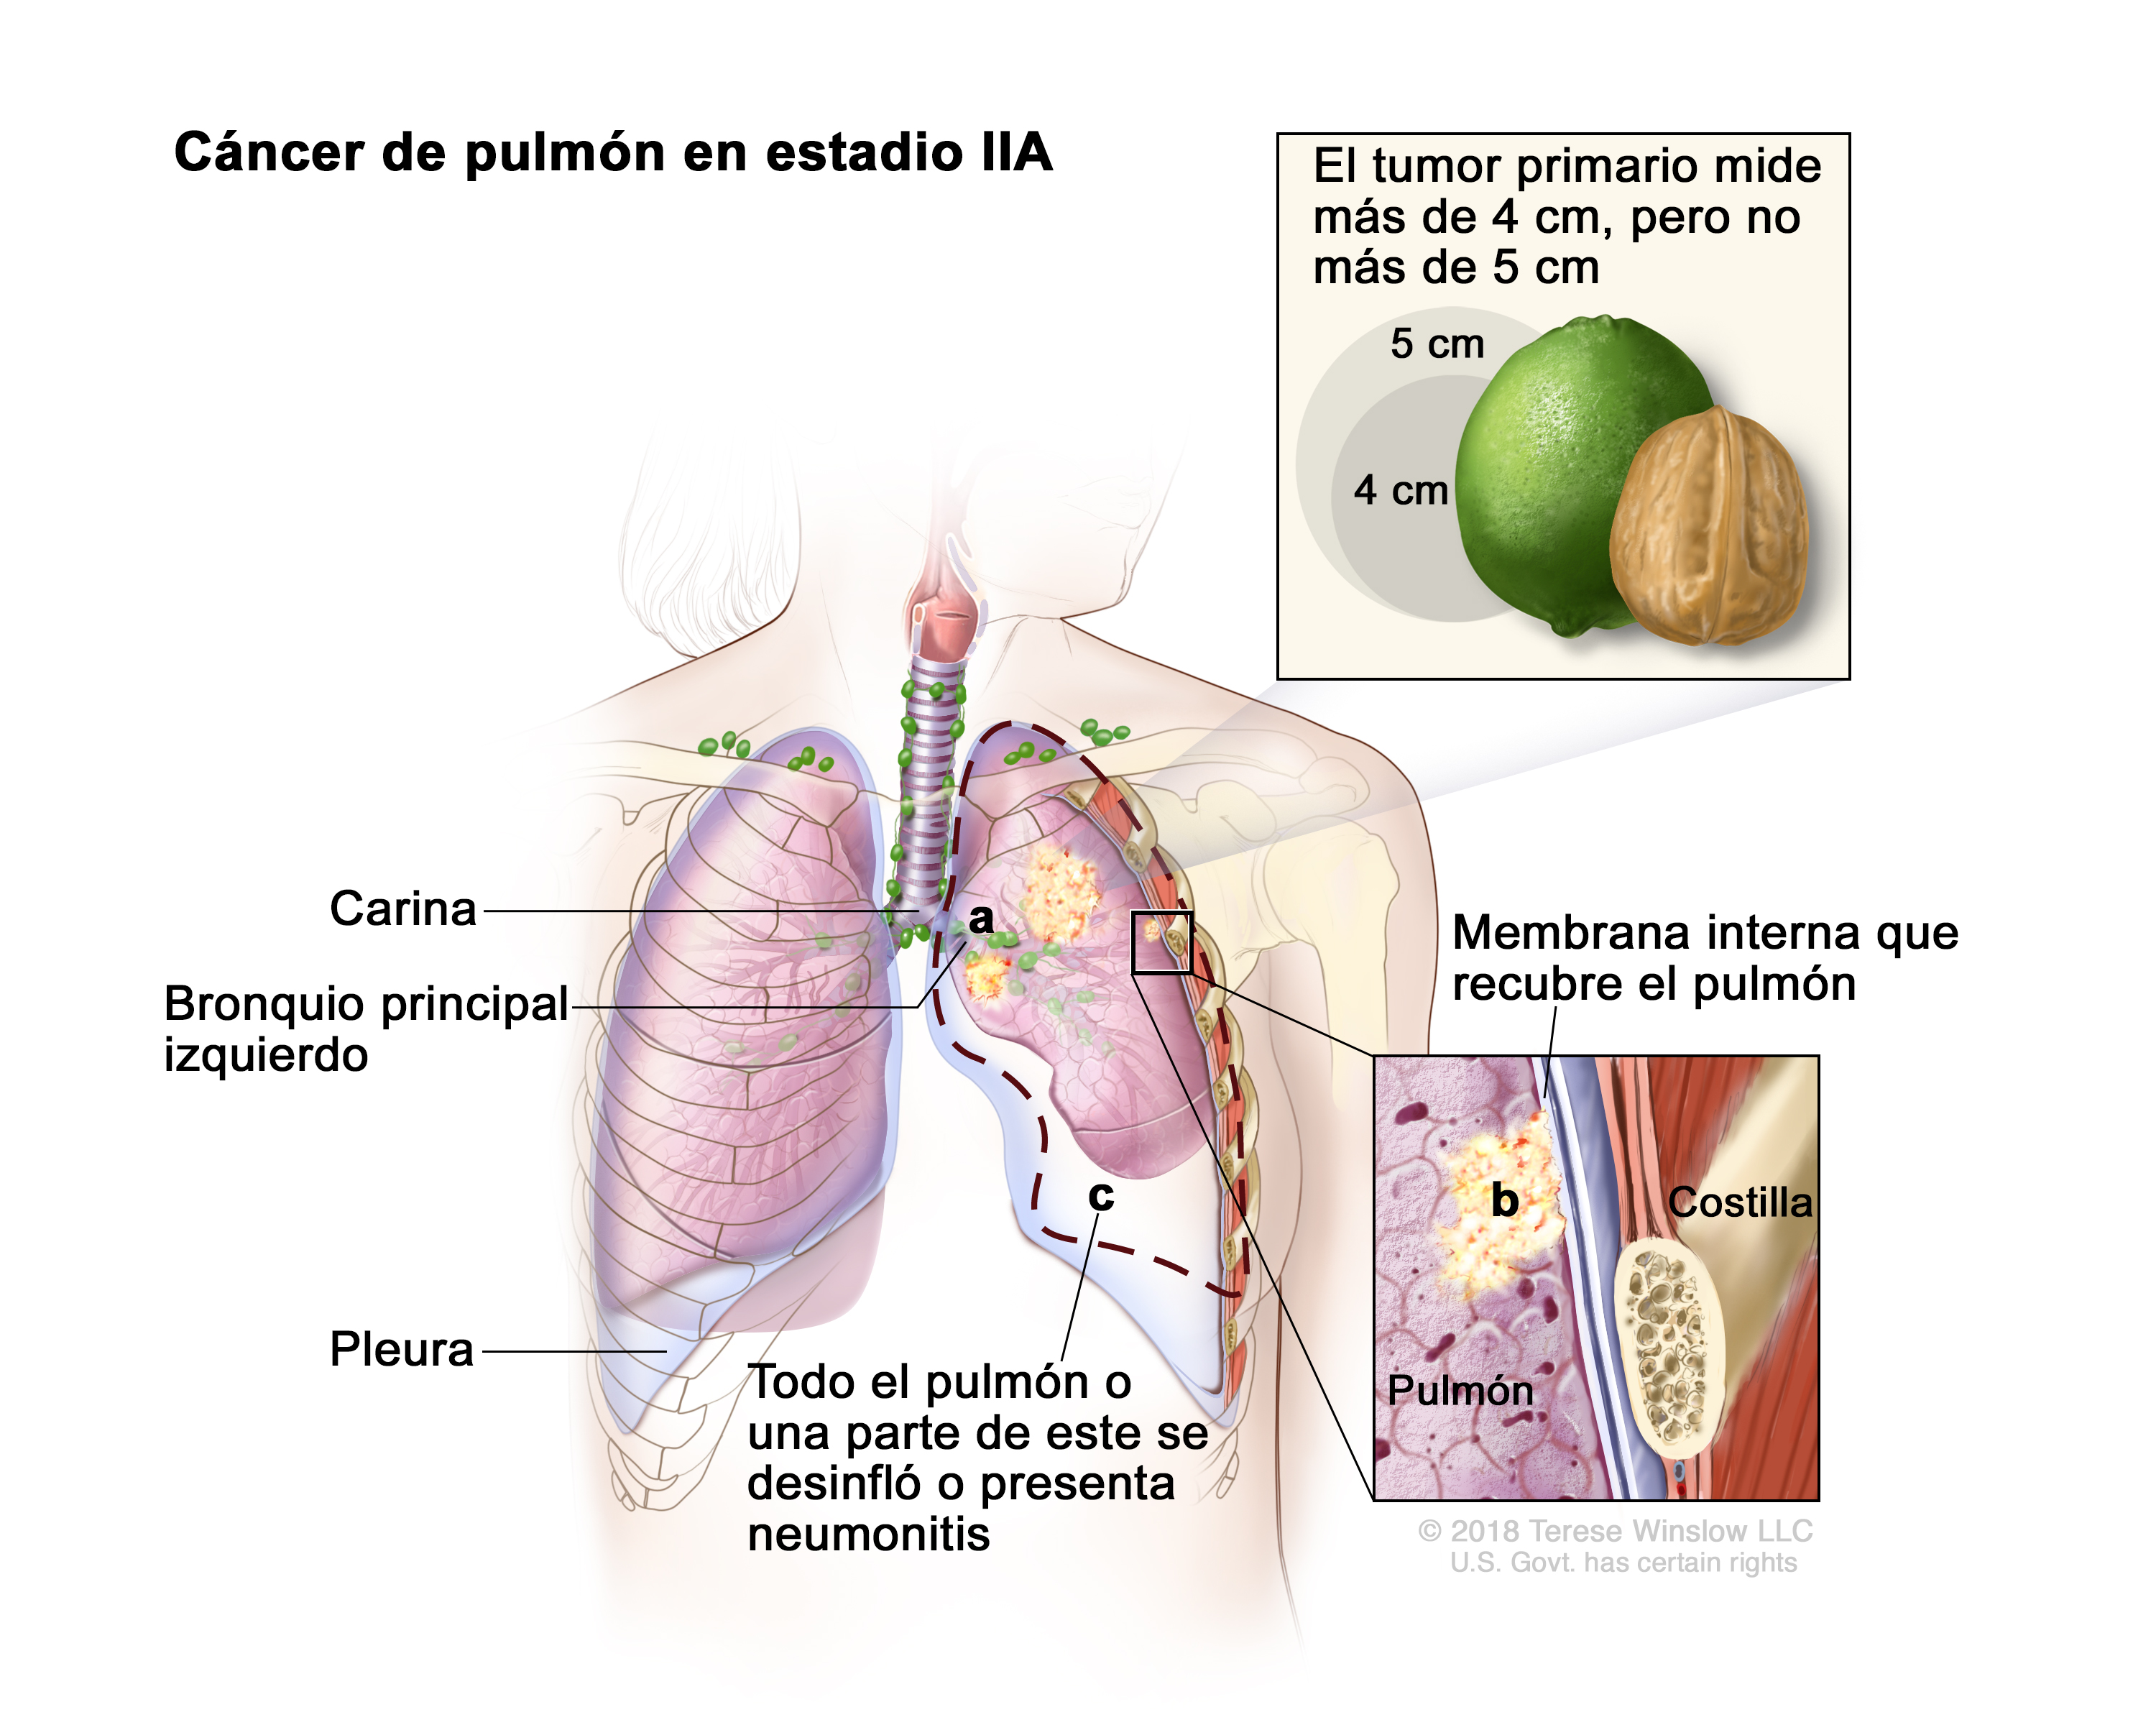 Cáncer de pulmón en estadio IIA
El tumor primario mide
más de 4 cm, pero no
más de 5 cm
5 cm
4 cm
Carina
a
Bronquio principal
izquierdo
Membrana interna que
recubre el pulmón
c
b
Costilla
Pulmón
Pleura
Todo el pulmón o
una parte de este se
desinfló o presenta
neumonitis
© 2018 Terese Winslow LLC
U.S. Govt. has certain rights